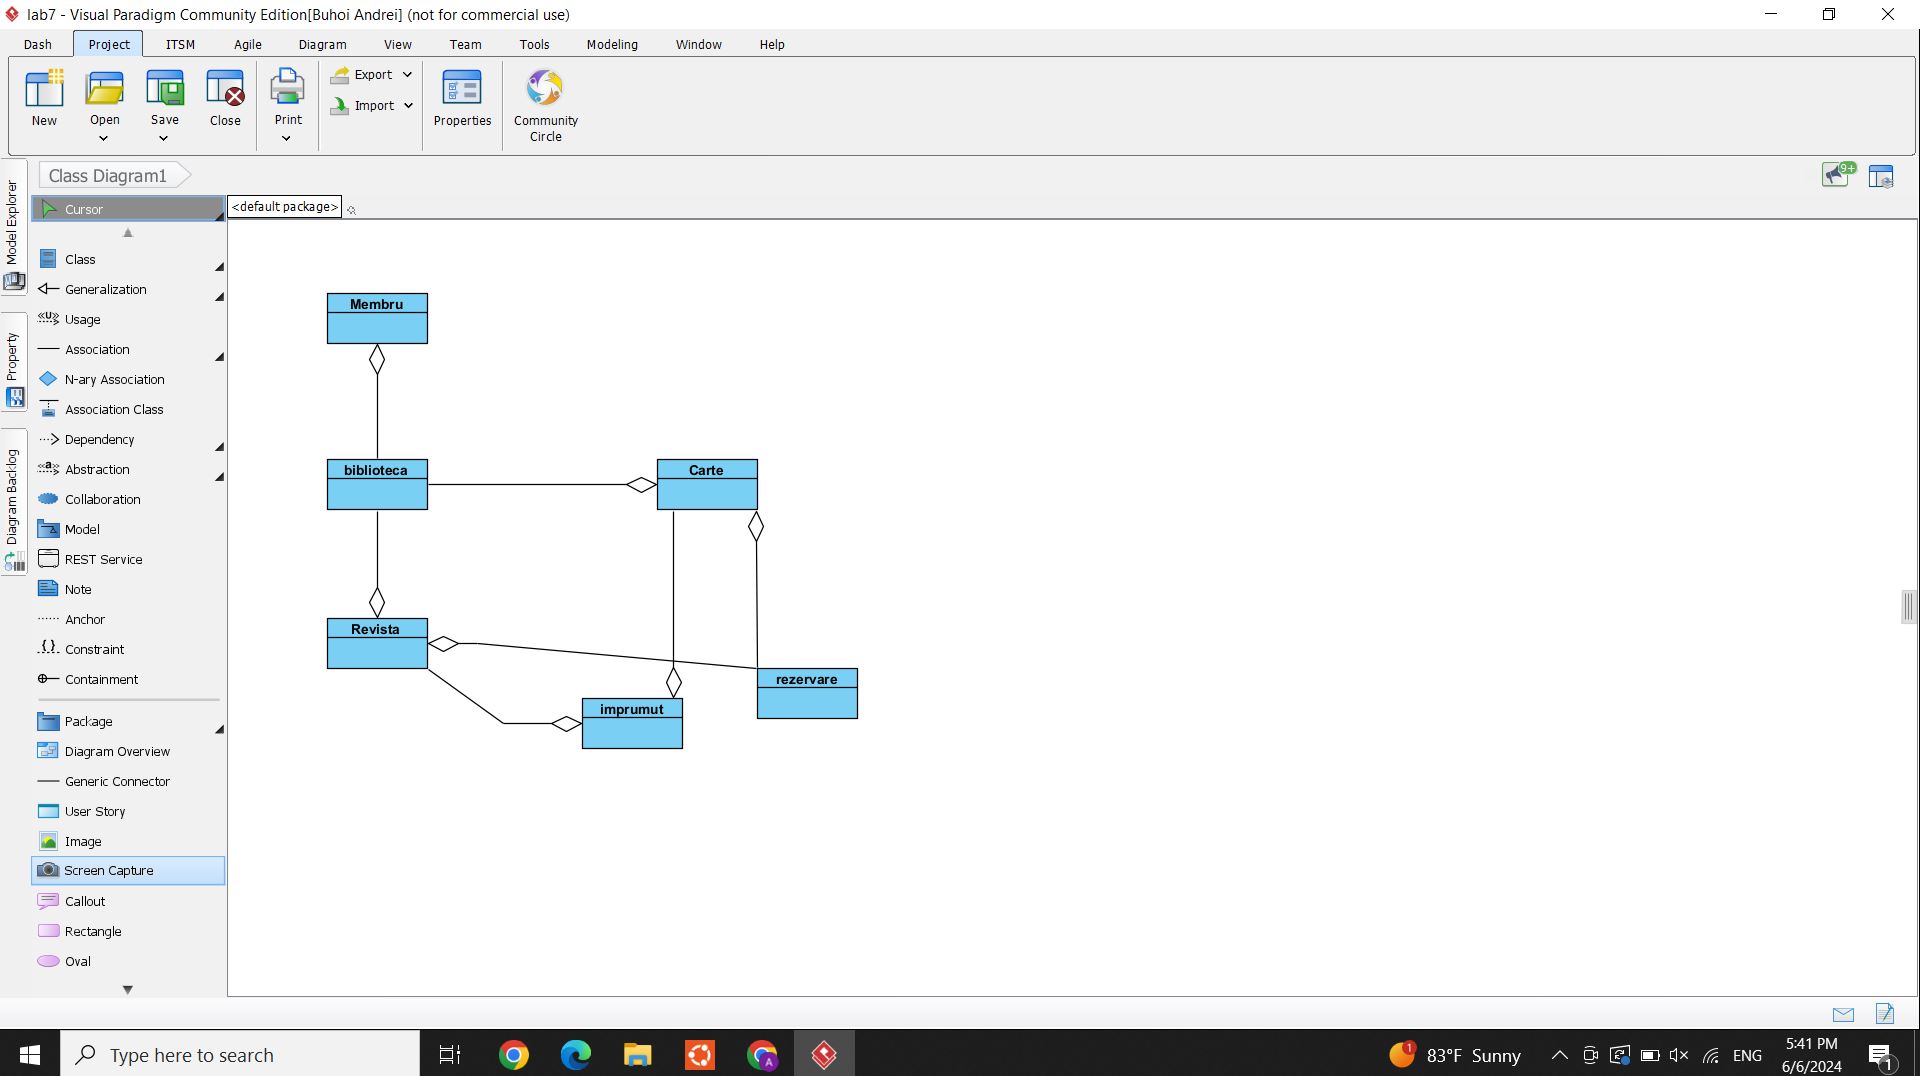 lab7 - Visual Paradigm Community Edition[Buhoi Andrei] (not for commercial use)
Dash Project ITSM Agile Diagram View Team Tools Modeling Window Help
New
Open
Save
Close
Print
Export
Import
Properties
Community
Circle
Class Diagram1
9+
Model Explorer
Property
Diagram Backlog
Cursor
<default package>
Class
Generalization
«U» Usage
Association
N-ary Association
Association Class
Dependency
«a» Abstraction
Collaboration
Model
REST Service
Note
Anchor
{} Constraint
Containment
Package
Diagram Overview
Generic Connector
User Story
Image
Screen Capture
Callout
Rectangle
Oval
Membru
biblioteca
Carte
Revista
rezervare
imprumut
Type here to search
A
1
83°F Sunny
ENG
5:41 PM
6/6/2024
1